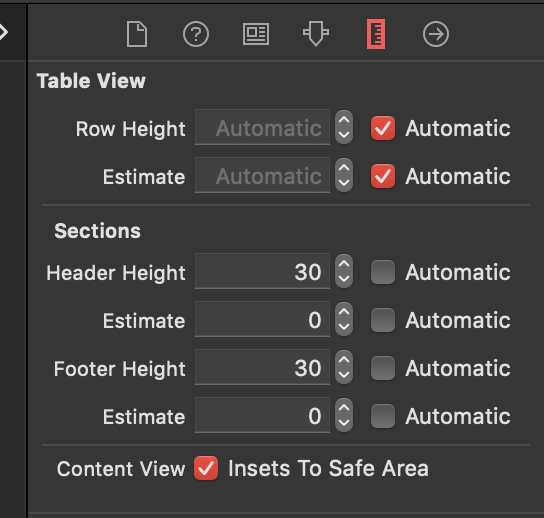 Table View
Row Height Automatic Automatic
Estimate Automatic Automatic
Sections
Header Height 30 Automatic
Estimate 0 Automatic
Footer Height 30 Automatic
Estimate 0 Automatic
Content View Insets To Safe Area